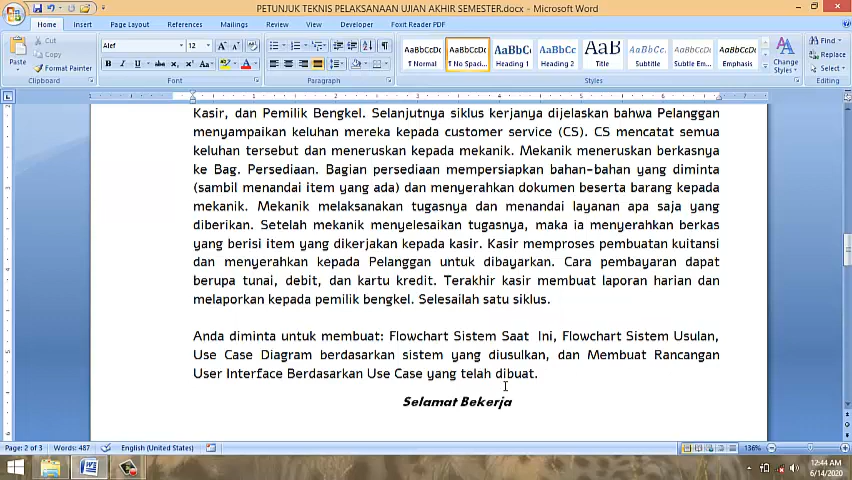 PETUNJUK TEKNIS PELAKSANAAN UJIAN AKHIR SEMESTER.docx - Microsoft Word
Home Insert Page Layout References Mailings Review View Developer Foxit Reader PDF
Paste Cut Copy Format Painter Clipboard
Alef 12 Font
Paragraph
AaBbCcDc AaBbCcDc AaBbC AaBbCc AaB AaBbCc. AaBbCcDc AaBbCcDc
¶ Normal ¶ No Spaci... Heading 1 Heading 2 Title Subtitle Subtle Em... Emphasis
Change Styles Styles
Find Replace Select Editing
Kasir, dan Pemilik Bengkel. Selanjutnya siklus kerjanya dijelaskan bahwa Pelanggan
menyampaikan keluhan mereka kepada customer service (CS). CS mencatat semua
keluhan tersebut dan meneruskan kepada mekanik. Mekanik meneruskan berkasnya
ke Bag. Persediaan. Bagian persediaan mempersiapkan bahan-bahan yang diminta
(sambil menandai item yang ada) dan menyerahkan dokumen beserta barang kepada
mekanik. Mekanik melaksanakan tugasnya dan menandai layanan apa saja yang
diberikan. Setelah mekanik menyelesaikan tugasnya, maka ia menyerahkan berkas
yang berisi item yang dikerjakan kepada kasir. Kasir memproses pembuatan kuitansi
dan menyerahkan kepada Pelanggan untuk dibayarkan. Cara pembayaran dapat
berupa tunai, debit, dan kartu kredit. Terakhir kasir membuat laporan harian dan
melaporkan kepada pemilik bengkel. Selesailah satu siklus.
Anda diminta untuk membuat: Flowchart Sistem Saat Ini, Flowchart Sistem Usulan,
Use Case Diagram berdasarkan sistem yang diusulkan, dan Membuat Rancangan
User Interface Berdasarkan Use Case yang telah dibuat.
Selamat Bekerja
Page: 2 of 3 Words: 487 English (United States) 136%
12:44 AM
6/14/2020